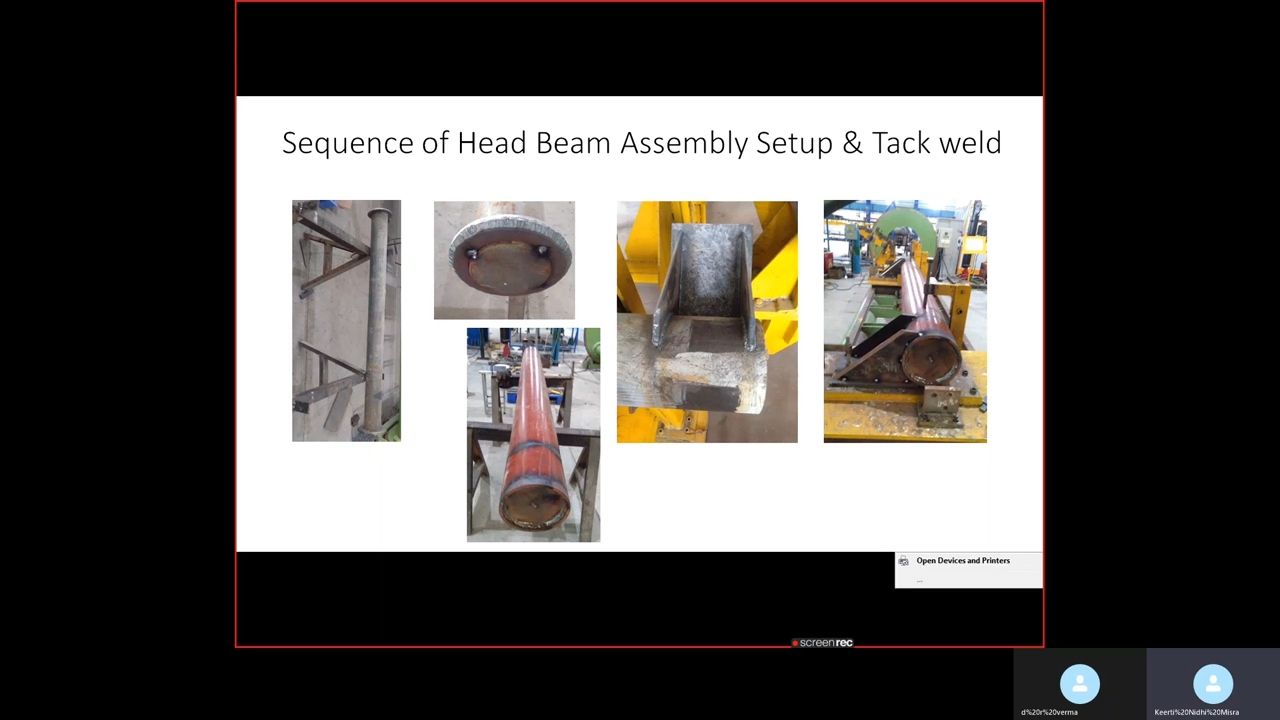 Sequence of Head Beam Assembly Setup & Tack weld
Open Devices and Printers
screenrec
d%20r%20verma
Keerti%20Nidhi%20Misra